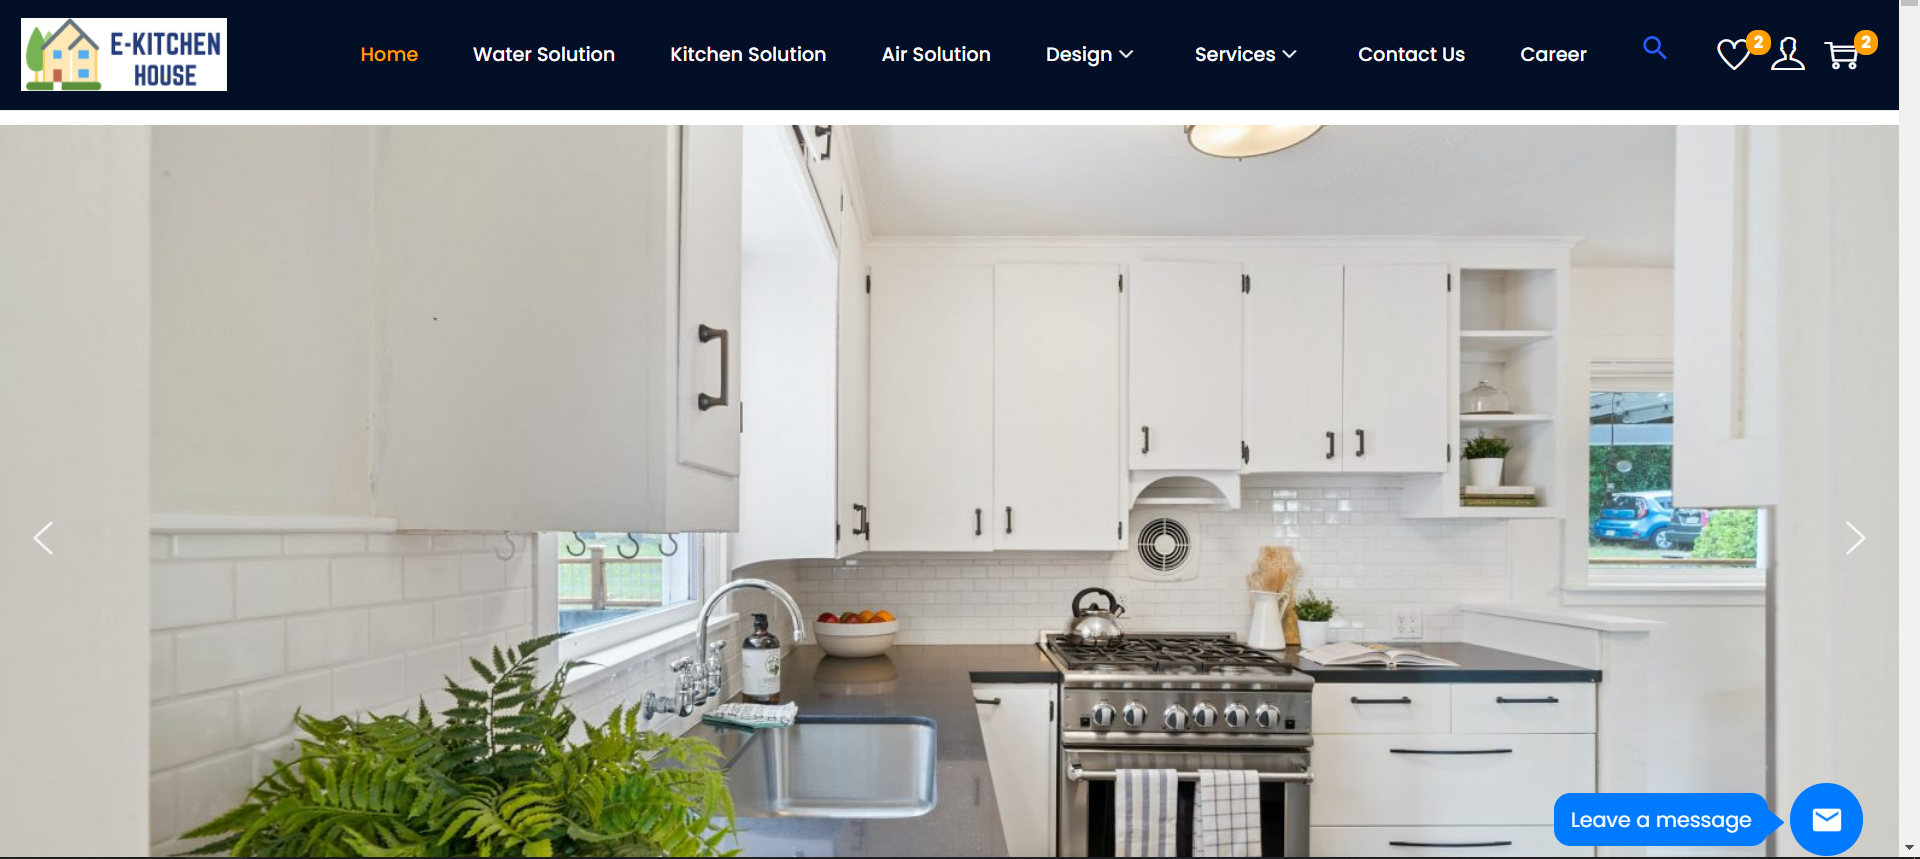 E-KITCHEN
HOUSE
Home
Water Solution
Kitchen Solution
Air Solution
Design
Services
Contact Us
Career
2
2
Leave a message